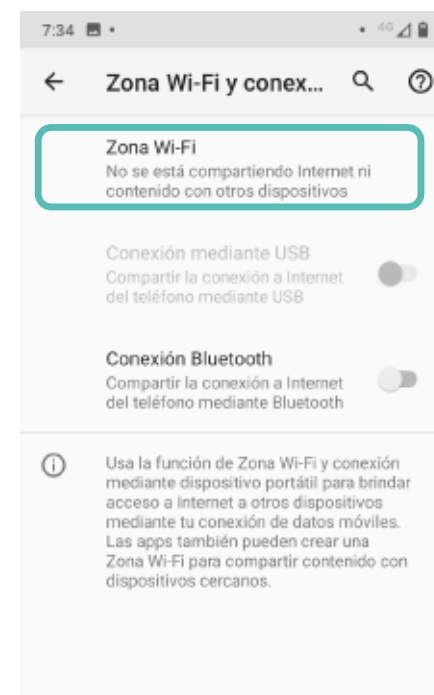 7:34
4G
Zona Wi-Fi y conex...
Zona Wi-Fi
No se está compartiendo Internet ni
contenido con otros dispositivos
Conexión mediante USB
Compartir la conexión a Internet
del teléfono mediante USB
Conexión Bluetooth
Compartir la conexión a Internet
del teléfono mediante Bluetooth
Usa la función de Zona Wi-Fi y conexión
mediante dispositivo portátil para brindar
acceso a Internet a otros dispositivos
mediante tu conexión de datos móviles.
Las apps también pueden crear una
Zona Wi-Fi para compartir contenido con
dispositivos cercanos.